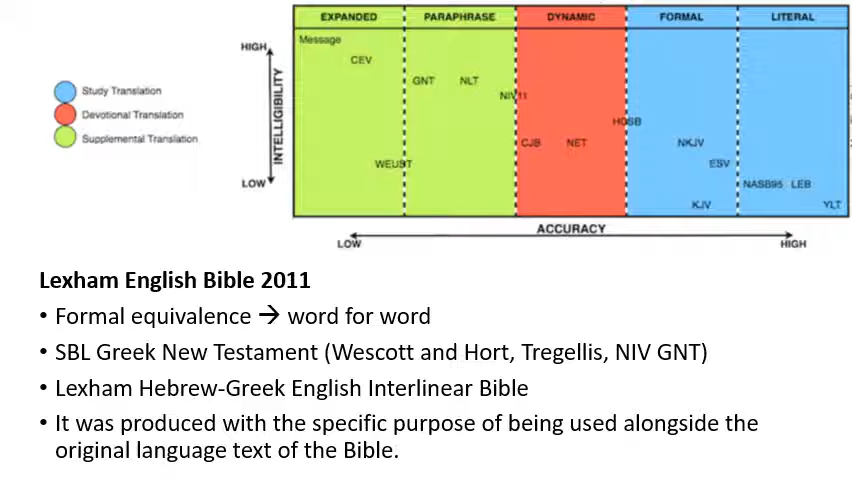 EXPANDED PARAPHRASE DYNAMIC FORMAL LITERAL
HIGH
INTELLIGIBILITY
LOW
Message
CEV
GNT NLT
NIV11
HCSB
CJB NET NKJV
WEUST ESV
NASB95 LEB
KJV YLT
Study Translation
Devotional Translation
Supplemental Translation
ACCURACY
LOW HIGH
Lexham English Bible 2011
• Formal equivalence → word for word
• SBL Greek New Testament (Wescott and Hort, Tregellis, NIV GNT)
• Lexham Hebrew-Greek English Interlinear Bible
• It was produced with the specific purpose of being used alongside the
original language text of the Bible.